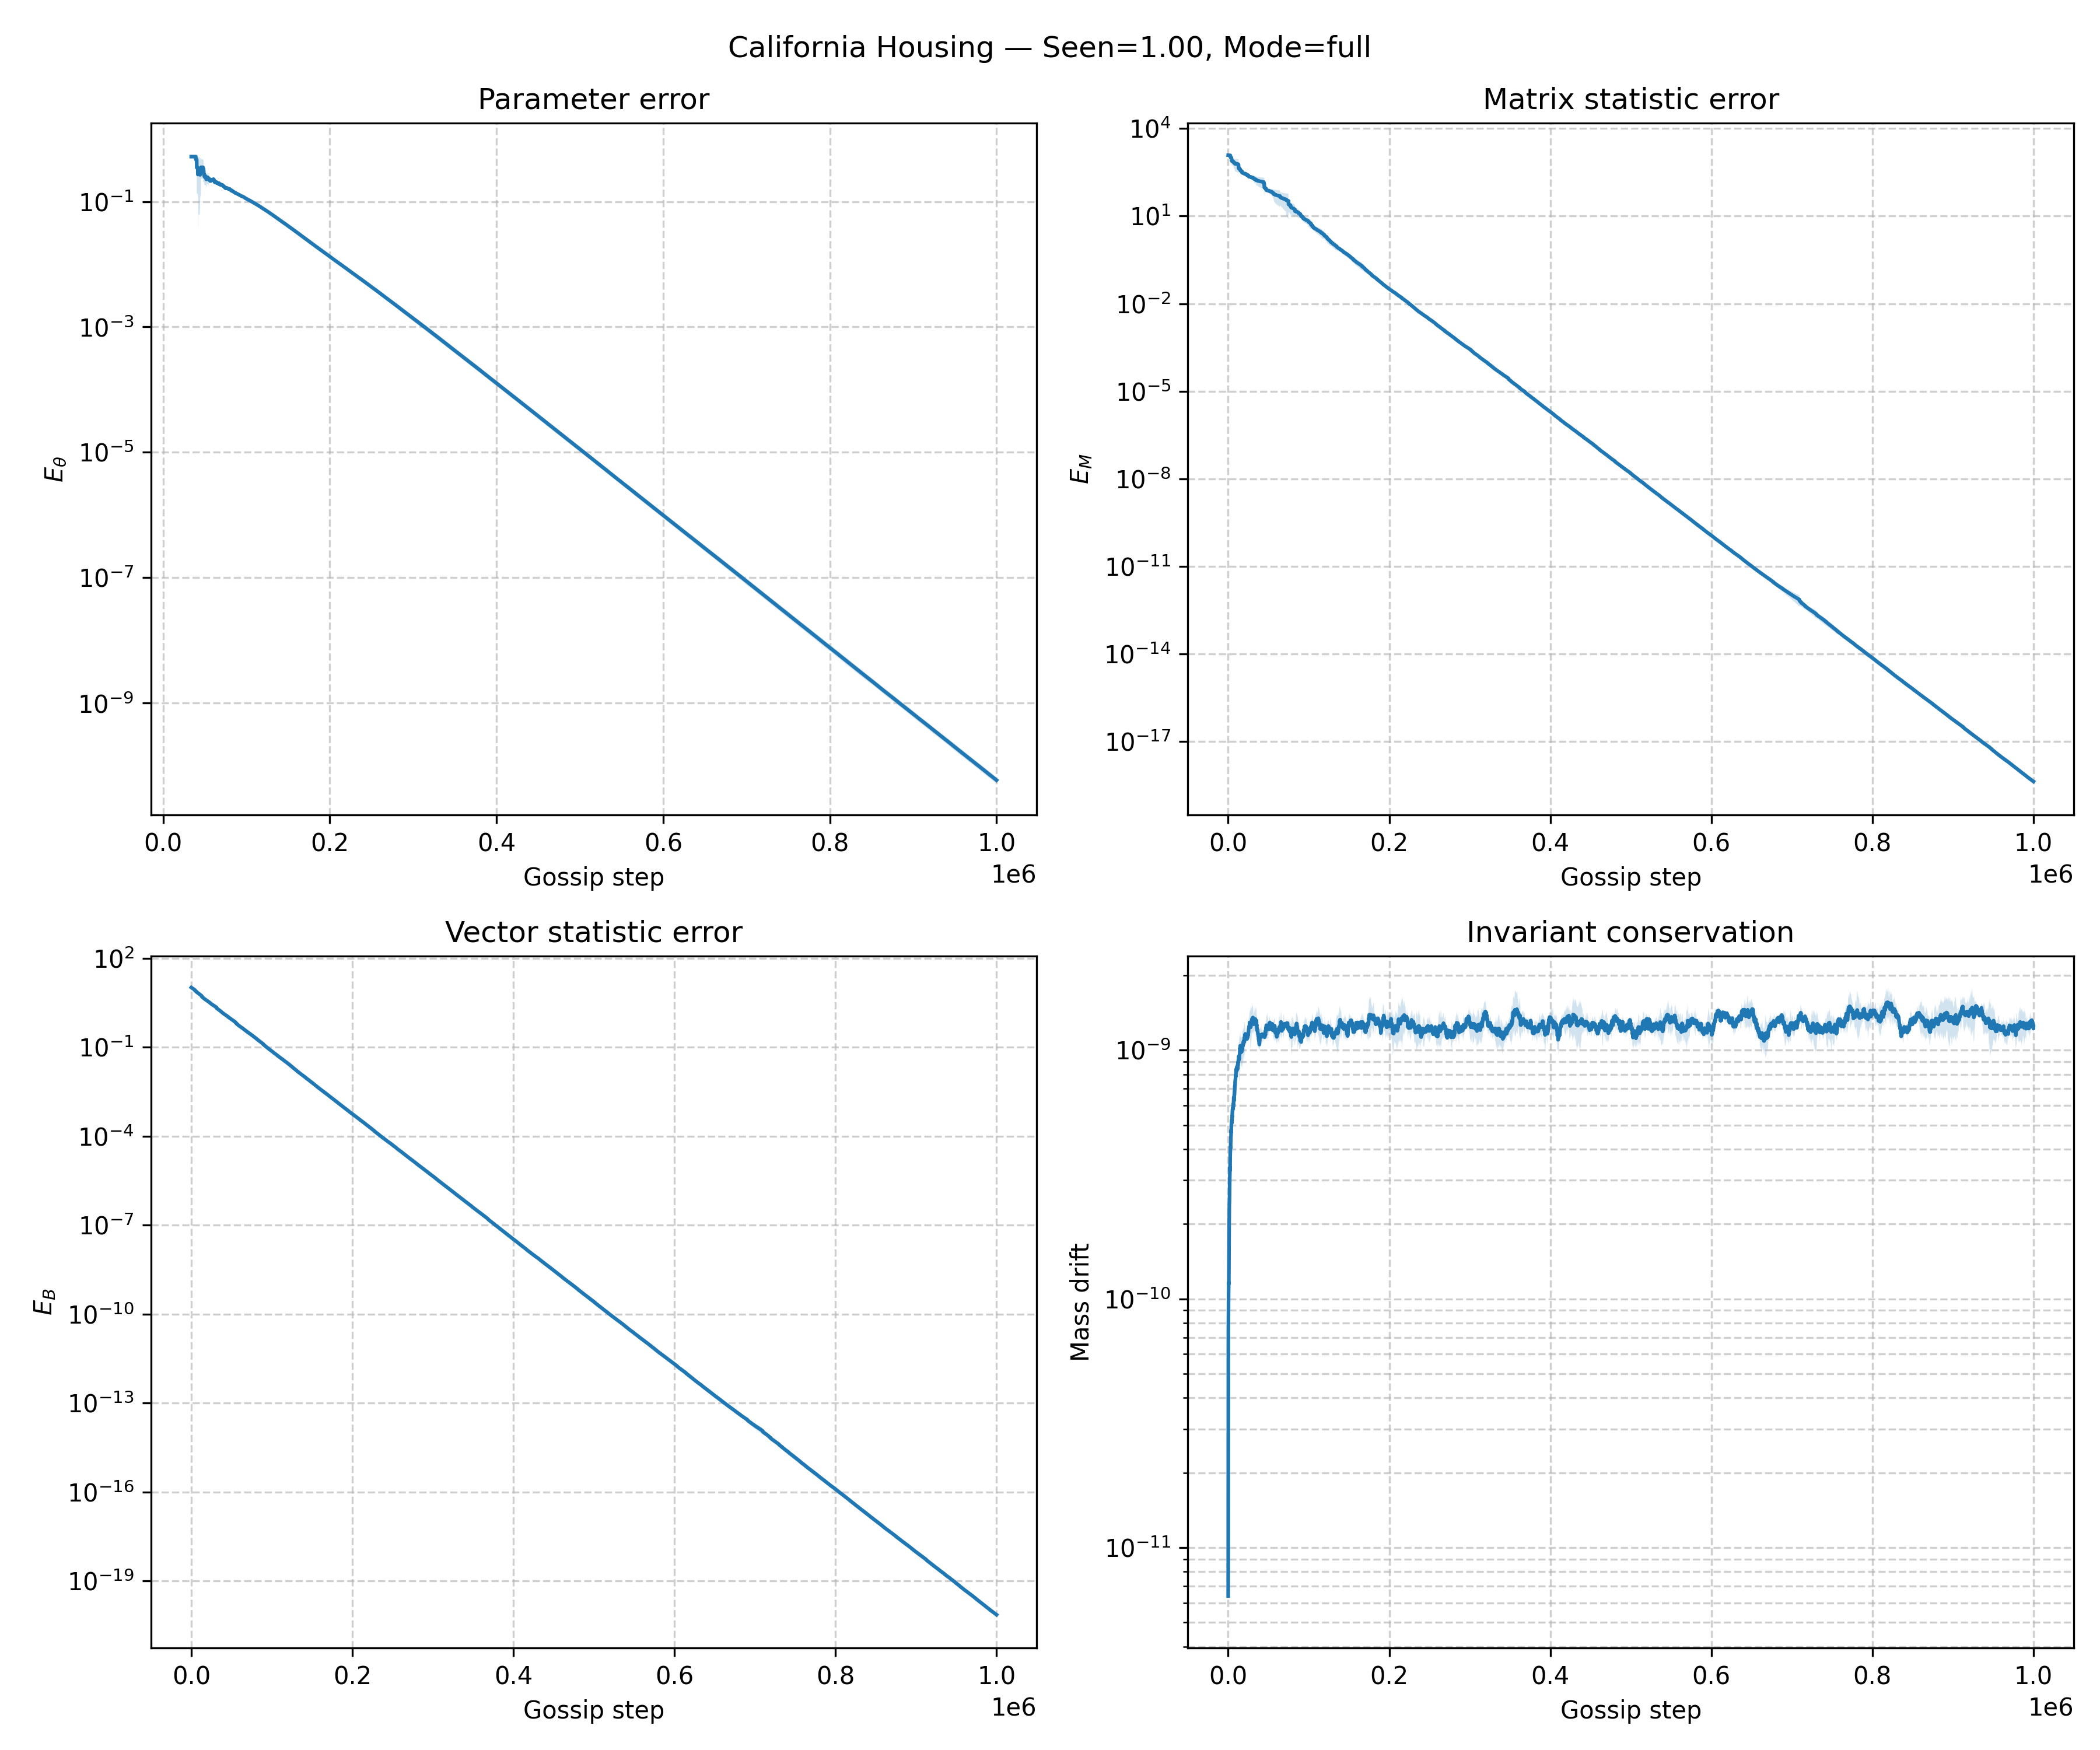 California Housing — Seen=1.00, Mode=full
Parameter error
10⁻¹
10⁻³
10⁻⁵
10⁻⁷
10⁻⁹
E_θ
0.0 0.2 0.4 0.6 0.8 1.0
1e6
Gossip step
Matrix statistic error
10⁴
10¹
10⁻²
10⁻⁵
10⁻⁸
10⁻¹¹
10⁻¹⁴
10⁻¹⁷
E_M
0.0 0.2 0.4 0.6 0.8 1.0
1e6
Gossip step
Vector statistic error
10²
10⁻¹
10⁻⁴
10⁻⁷
10⁻¹⁰
10⁻¹³
10⁻¹⁶
10⁻¹⁹
E_B
0.0 0.2 0.4 0.6 0.8 1.0
1e6
Gossip step
Invariant conservation
10⁻⁹
10⁻¹⁰
10⁻¹¹
Mass drift
0.0 0.2 0.4 0.6 0.8 1.0
1e6
Gossip step